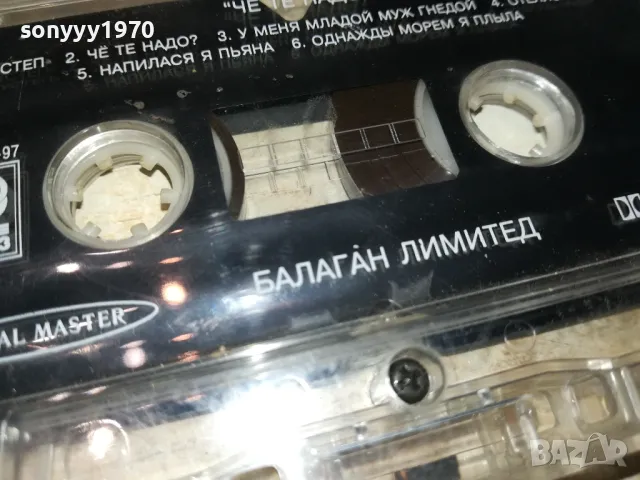 sonyyy1970
"ЧЁ ТЕ НАДО
СТЕП 2. ЧЁ ТЕ НАДО? 3. У МЕНЯ МЛАДОЙ МУЖ ГНЕДОЙ 4.
5. НАПИЛАСЯ Я ПЬЯНА 6. ОДНАЖДЫ МОРЕМ Я ПЛЫЛА
-97
БАЛАГАН ЛИМИТЕД
AL MASTER
BAZAR